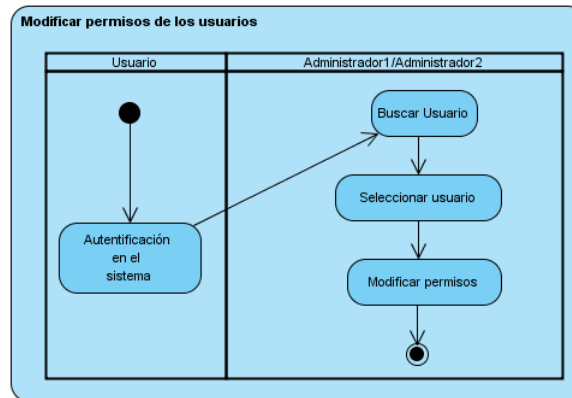 Modificar permisos de los usuarios
Usuario
Administrador1/Administrador2
Buscar Usuario
Seleccionar usuario
Autentificación
en el
sistema
Modificar permisos